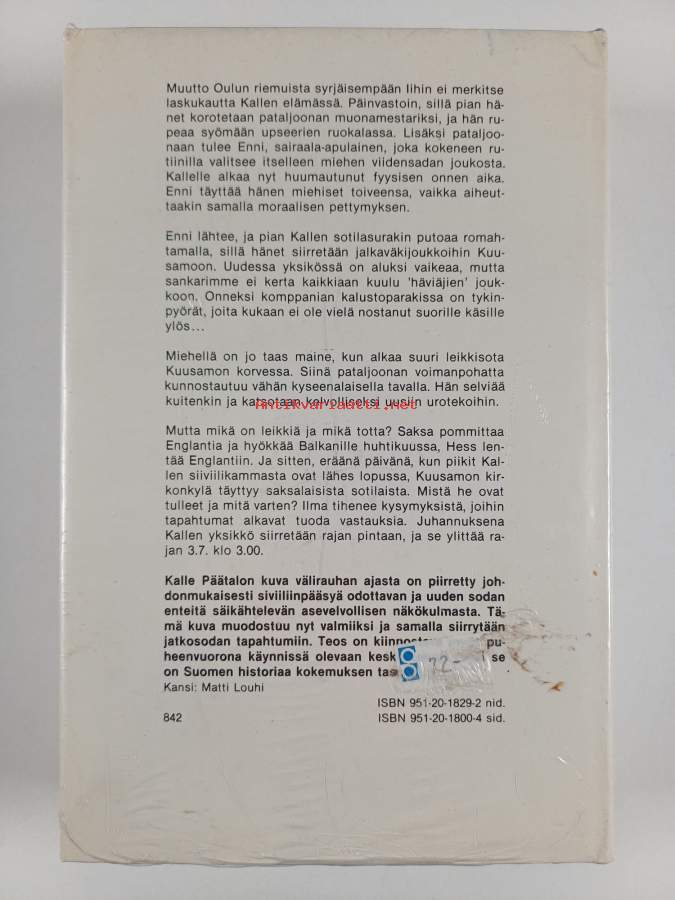 Muutto Oulun riemuista syrjäisempään Iihin ei merkitse
laskukautta Kallen elämässä. Päinvastoin, sillä pian hä-
net korotetaan pataljoonan muonamestariksi, ja hän ru-
peaa syömään upseerien ruokalassa. Lisäksi pataljoo-
naan tulee Enni, sairaala-apulainen, joka kokeneen ru-
tiinilla valitsee itselleen miehen viidensadan joukosta.
Kallelle alkaa nyt huumautunut fyysisen onnen aika.
Enni täyttää hänen miehiset toiveensa, vaikka aiheut-
taakin samalla moraalisen pettymyksen.
Enni lähtee, ja pian Kallen sotilasurakin putoaa romah-
tamalla, sillä hänet siirretään jalkaväkijoukkoihin Kuu-
samoon. Uudessa yksikössä on aluksi vaikeaa, mutta
sankarimme ei kerta kaikkiaan kuulu 'häviäjien' jouk-
koon. Onneksi komppanian kalustoparakissa on tykin-
pyörät, joita kukaan ei ole vielä nostanut suorille käsille
ylös...
Miehellä on jo taas maine, kun alkaa suuri leikkisota
Kuusamon korvessa. Siinä pataljoonan voimanpohatta
kunnostautuu vähän kyseenalaisella tavalla. Hän selviää
kuitenkin ja katsotaan kelvolliseksi uusiin urotekoihin.
Antikvariaatti.net
Mutta mikä on leikkiä ja mikä totta? Saksa pommittaa
Englantia ja hyökkää Balkanille huhtikuussa, Hess len-
tää Englantiin. Ja sitten, eräänä päivänä, kun piikit Kal-
len siviilikammasta ovat lähes lopussa, Kuusamon kir-
konkylä täyttyy saksalaisista sotilaista. Mistä he ovat
tulleet ja mitä varten? Ilma tihenee kysymyksistä, joihin
tapahtumat alkavat tuoda vastauksia. Juhannuksena
Kallen yksikkö siirretään rajan pintaan, ja se ylittää ra-
jan 3.7. klo 3.00.
Kalle Päätalon kuva välirauhan ajasta on piirretty joh-
donmukaisesti siviiliinpääsyä odottavan ja uuden sodan
enteitä säikähtelevän asevelvollisen näkökulmasta. Tä-
mä kuva muodostuu nyt valmiiksi ja samalla siirrytään
jatkosodan tapahtumiin. Teos on pu-
heenvuorona käynnissä olevaan se
on Suomen historiaa kokemuksen
72-
Kansi: Matti Louhi
ISBN 951-20-1829-2 nid.
842 ISBN 951-20-1800-4 sid.